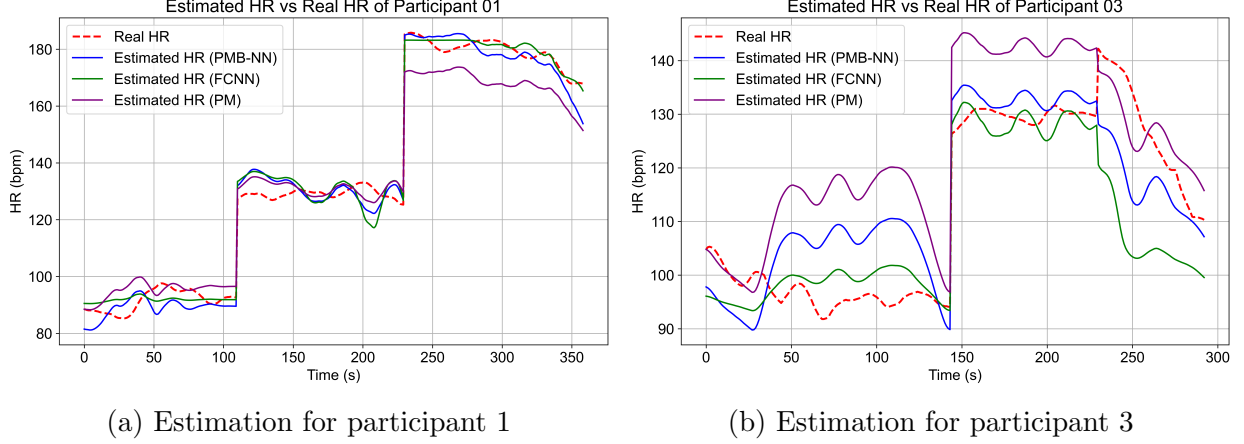 Estimated HR vs Real HR of Participant 01
Real HR
Estimated HR (PMB-NN)
Estimated HR (FCNN)
Estimated HR (PM)
HR (bpm)
180
160
140
120
100
80
0
50
100
150
200
250
300
350
Time (s)
(a) Estimation for participant 1
Estimated HR vs Real HR of Participant 03
Real HR
Estimated HR (PMB-NN)
Estimated HR (FCNN)
Estimated HR (PM)
HR (bpm)
140
130
120
110
100
90
0
50
100
150
200
250
300
Time (s)
(b) Estimation for participant 3